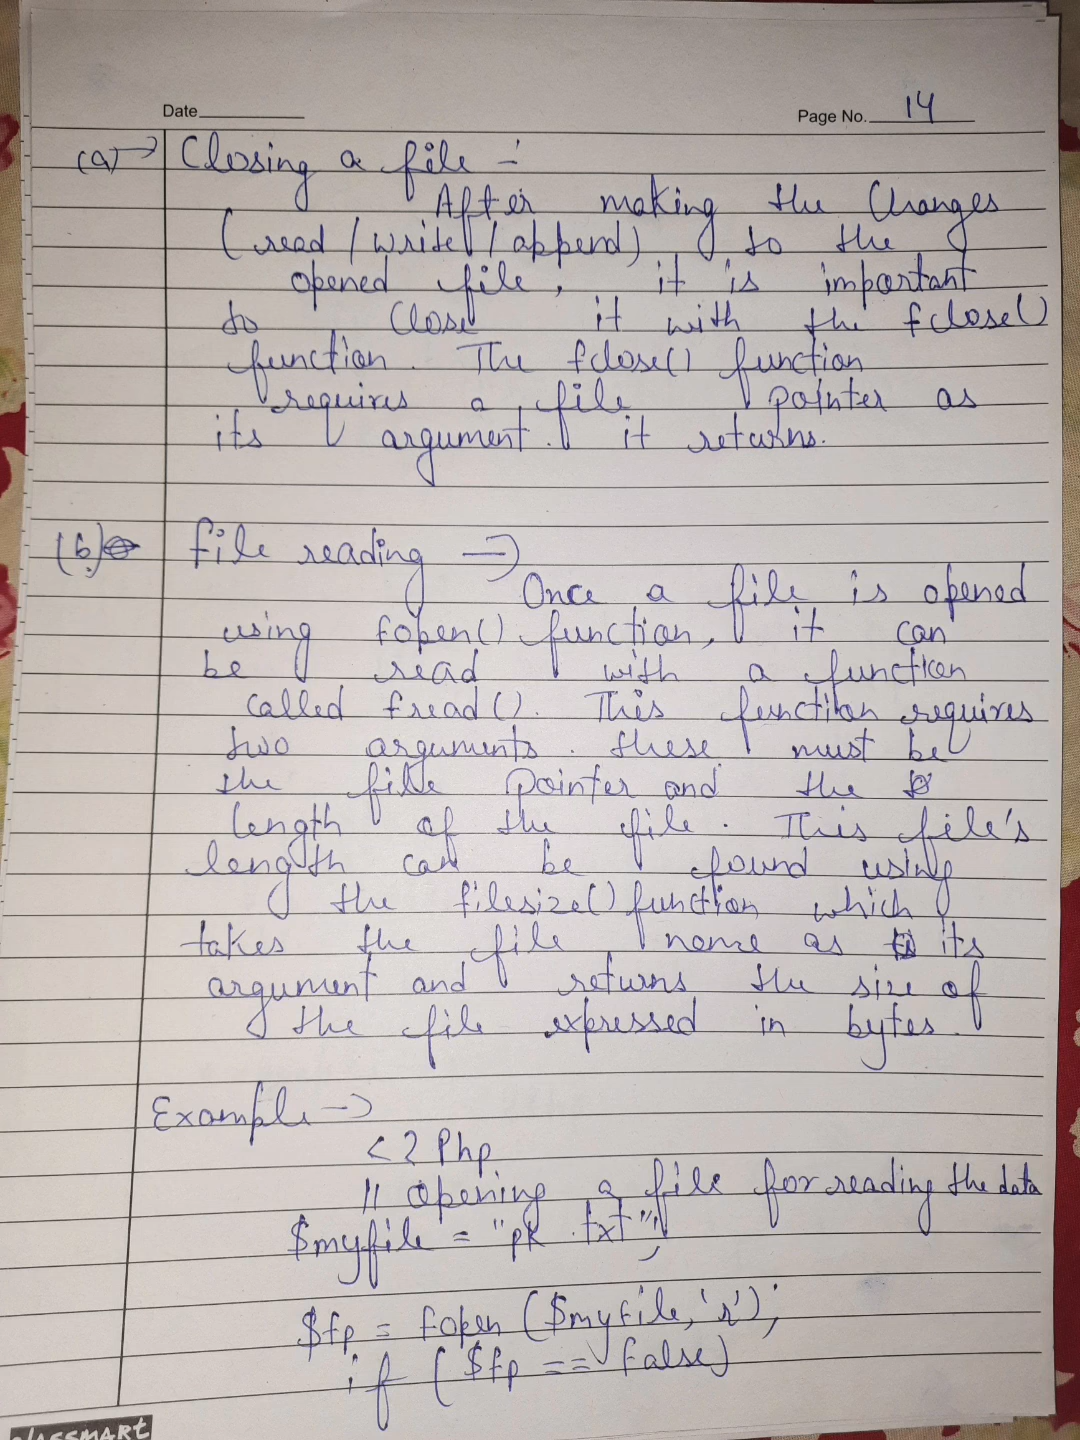 Date
Page No. 14
(a)→ Closing a file :-
After making the Changes
(read / write / append) to the
opened file, it is important
to Close it with the fclose()
function. The fclose() function
requires a file pointer as
its argument. it returns.
(b) file reading →
Once a file is opened
using fopen() function, it can
be read with a function
called fread(). This function requires
two arguments. these must be
the file pointer and the
length of the file. This file's
length can be found using
the filesize() function which
takes the file name as its
argument and returns the size of
the file expressed in bytes.
Example →
<? Php
// opening a file for reading the data
$myfile = "pk.txt";
$fp = fopen ($myfile, 'r');
if ($fp == false)
classmart